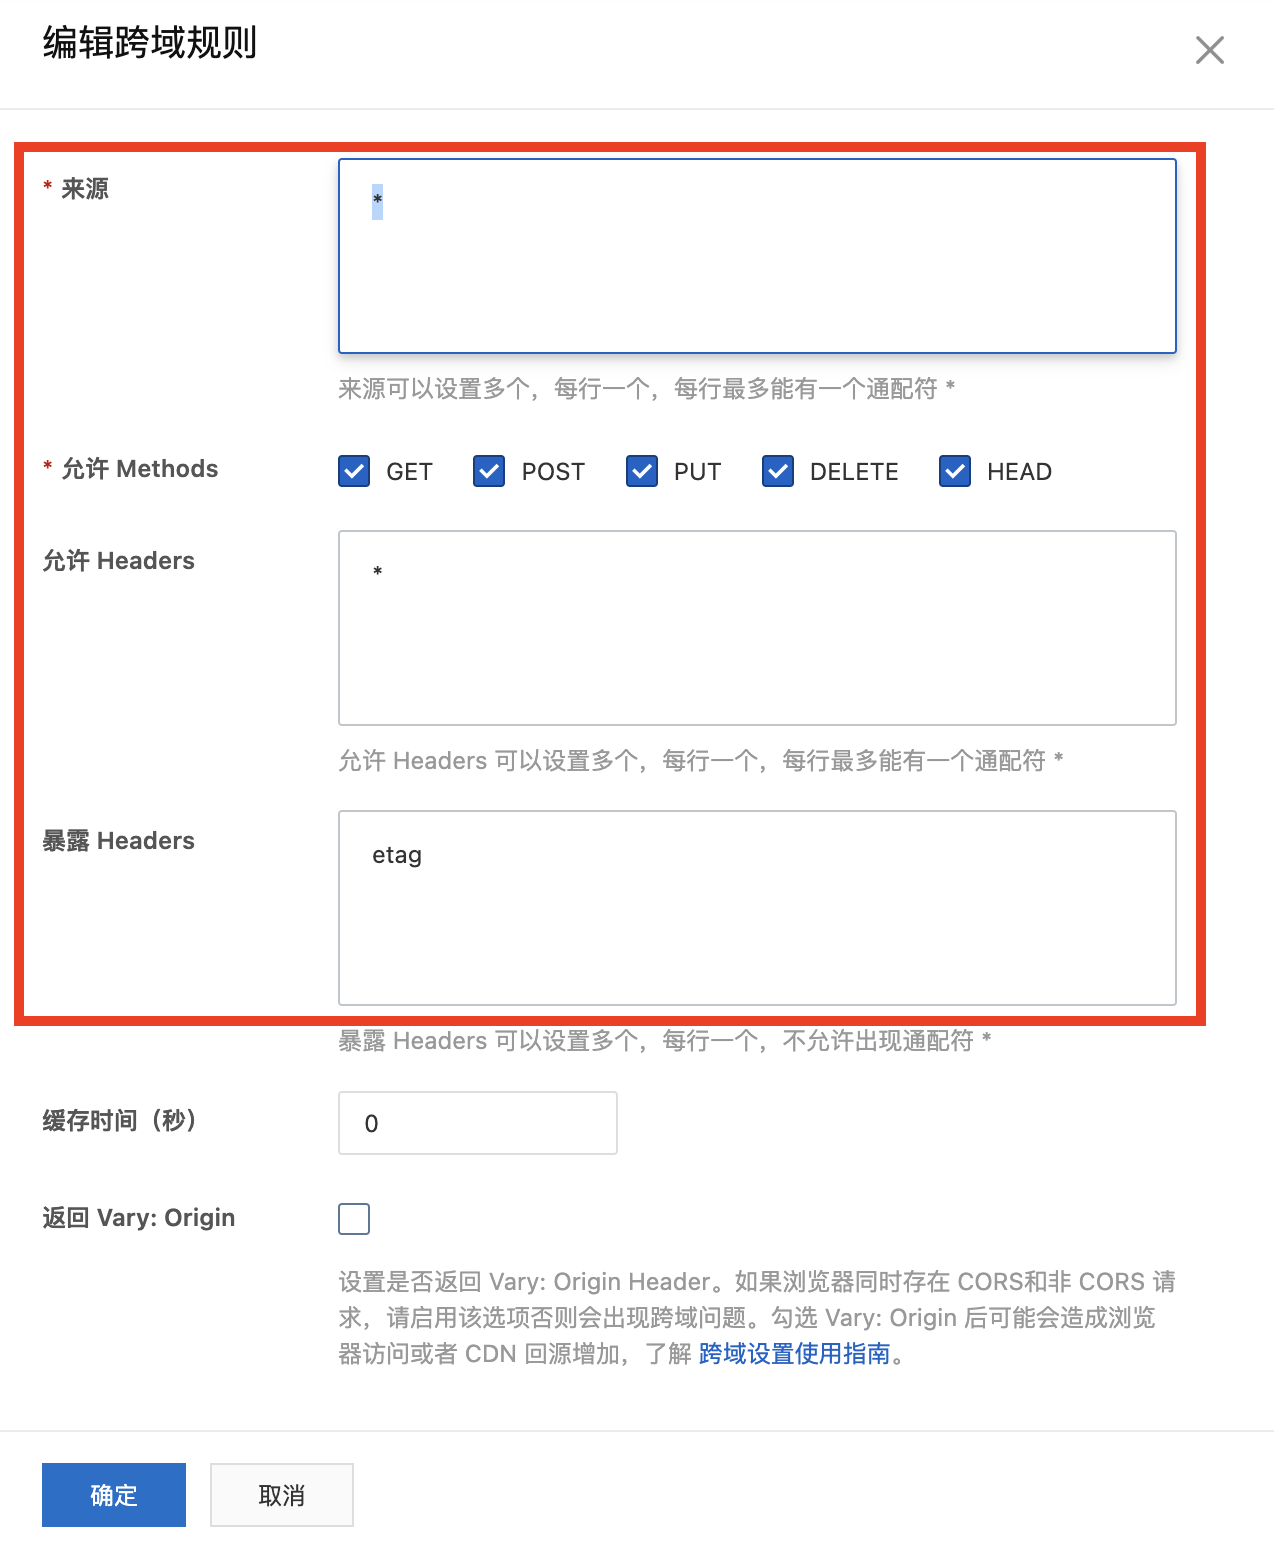 编辑跨域规则
* 来源
*
来源可以设置多个，每行一个，每行最多能有一个通配符 *
* 允许 Methods
GET POST PUT DELETE HEAD
允许 Headers
*
允许 Headers 可以设置多个，每行一个，每行最多能有一个通配符 *
暴露 Headers
etag
暴露 Headers 可以设置多个，每行一个，不允许出现通配符 *
缓存时间（秒）
0
返回 Vary: Origin
设置是否返回 Vary: Origin Header。如果浏览器同时存在 CORS和非 CORS 请
求，请启用该选项否则会出现跨域问题。勾选 Vary: Origin 后可能会造成浏览
器访问或者 CDN 回源增加，了解 跨域设置使用指南。
确定 取消